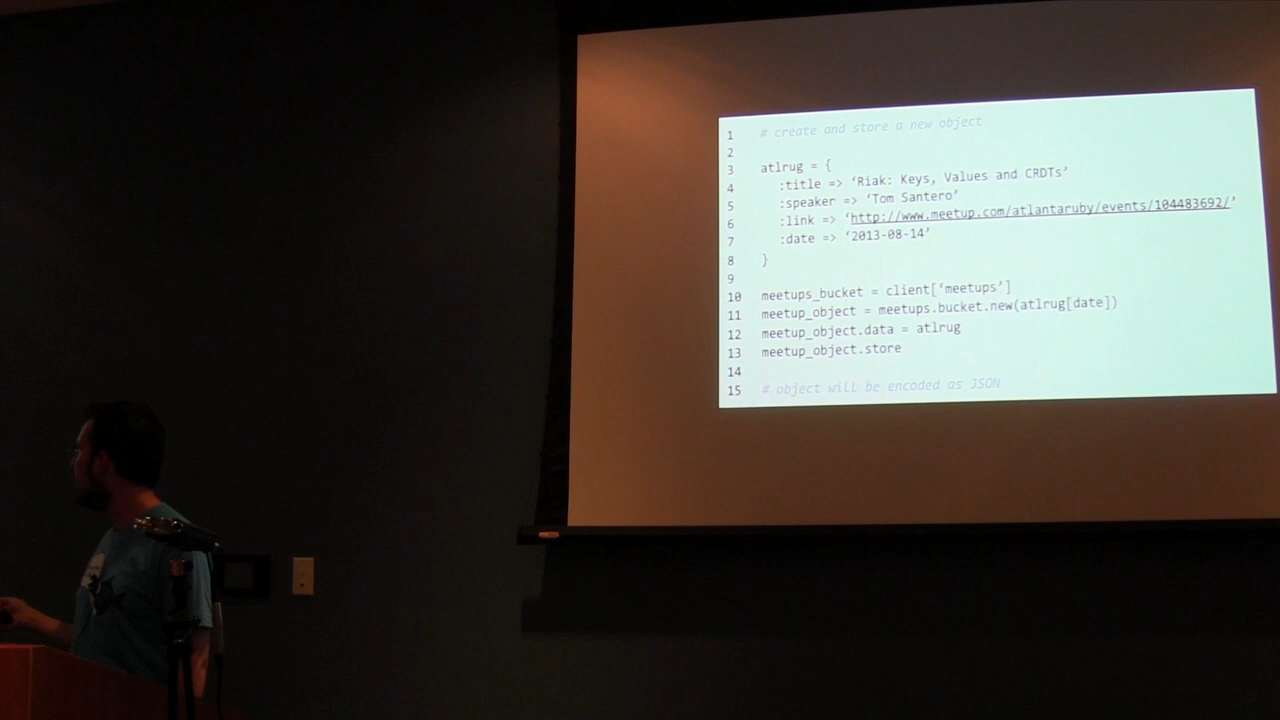 1 # create and store a new object
2
3 atlrug = {
4 :title => ‘Riak: Keys, Values and CRDTs’
5 :speaker => ‘Tom Santero’
6 :link => ‘http://www.meetup.com/atlantaruby/events/104483692/’
7 :date => ‘2013-08-14’
8 }
9
10 meetups_bucket = client[‘meetups’]
11 meetup_object = meetups.bucket.new(atlrug[date])
12 meetup_object.data = atlrug
13 meetup_object.store
14
15 # object will be encoded as JSON